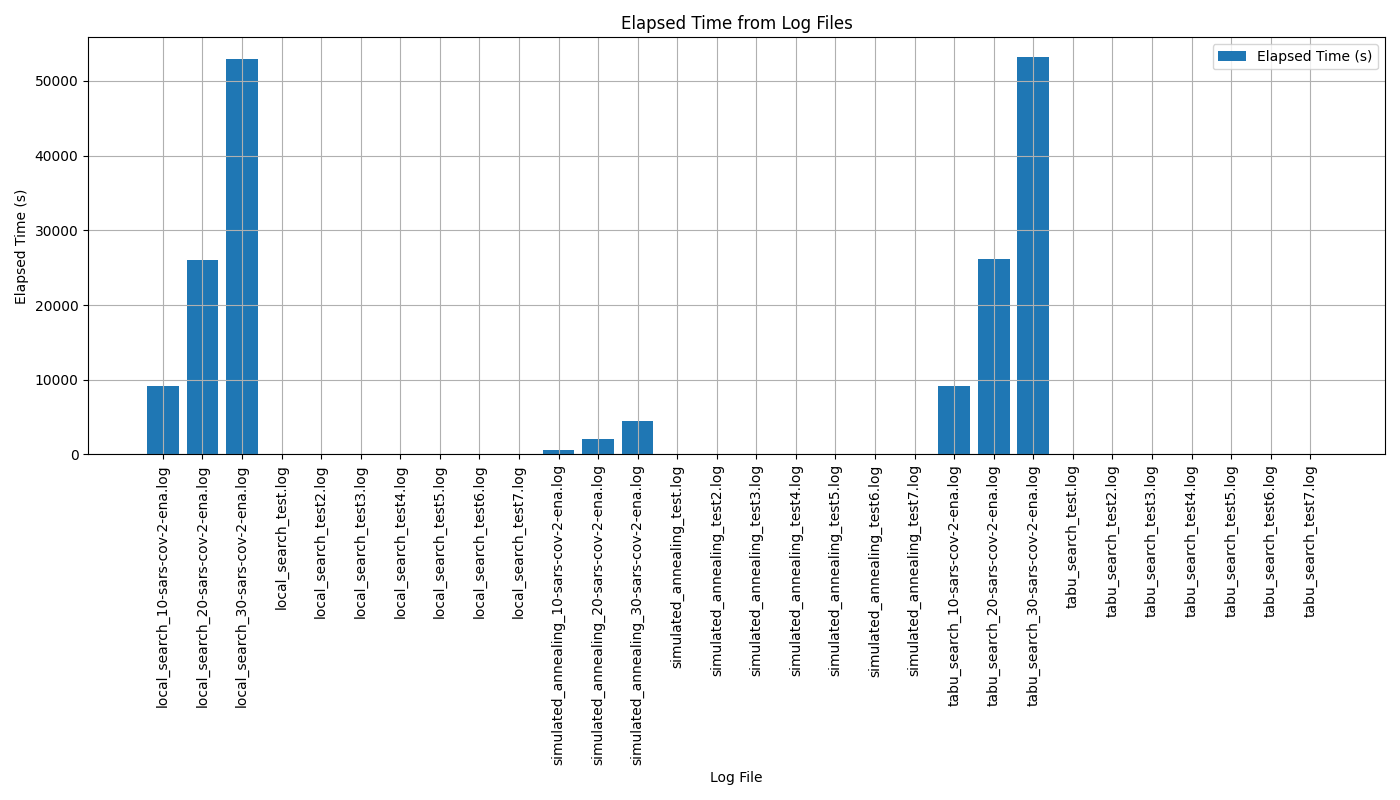 Elapsed Time from Log Files
Elapsed Time (s)
Elapsed Time (s)
50000
40000
30000
20000
10000
0
local_search_10-sars-cov-2-ena.log
local_search_20-sars-cov-2-ena.log
local_search_30-sars-cov-2-ena.log
local_search_test.log
local_search_test2.log
local_search_test3.log
local_search_test4.log
local_search_test5.log
local_search_test6.log
local_search_test7.log
simulated_annealing_10-sars-cov-2-ena.log
simulated_annealing_20-sars-cov-2-ena.log
simulated_annealing_30-sars-cov-2-ena.log
simulated_annealing_test.log
simulated_annealing_test2.log
simulated_annealing_test3.log
simulated_annealing_test4.log
simulated_annealing_test5.log
simulated_annealing_test6.log
simulated_annealing_test7.log
tabu_search_10-sars-cov-2-ena.log
tabu_search_20-sars-cov-2-ena.log
tabu_search_30-sars-cov-2-ena.log
tabu_search_test.log
tabu_search_test2.log
tabu_search_test3.log
tabu_search_test4.log
tabu_search_test5.log
tabu_search_test6.log
tabu_search_test7.log
Log File